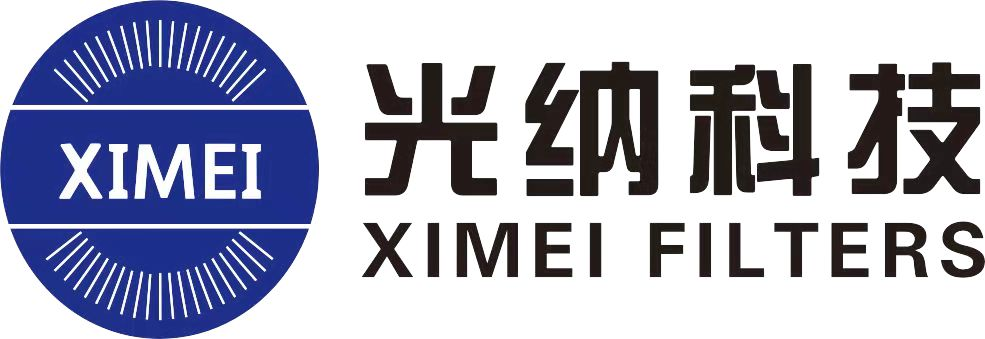 XIMEI
光纳科技
XIMEI FILTERS